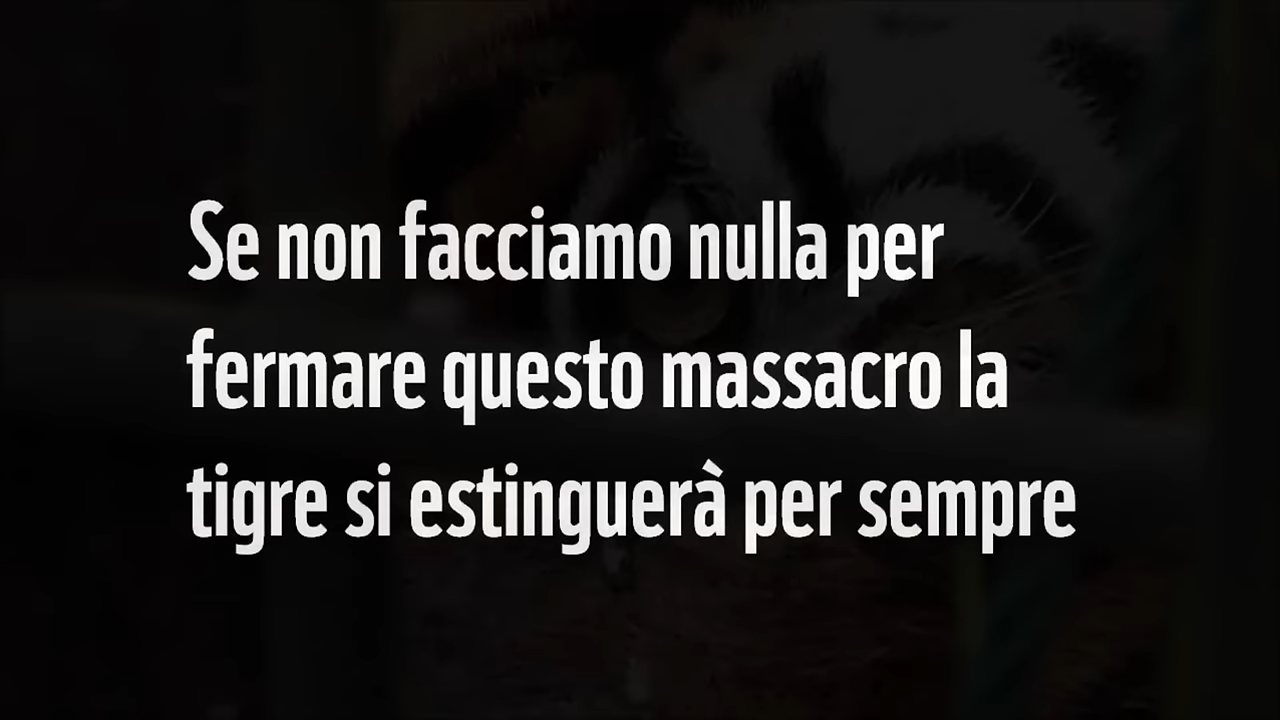 Se non facciamo nulla per
fermare questo massacro la
tigre si estinguerà per sempre